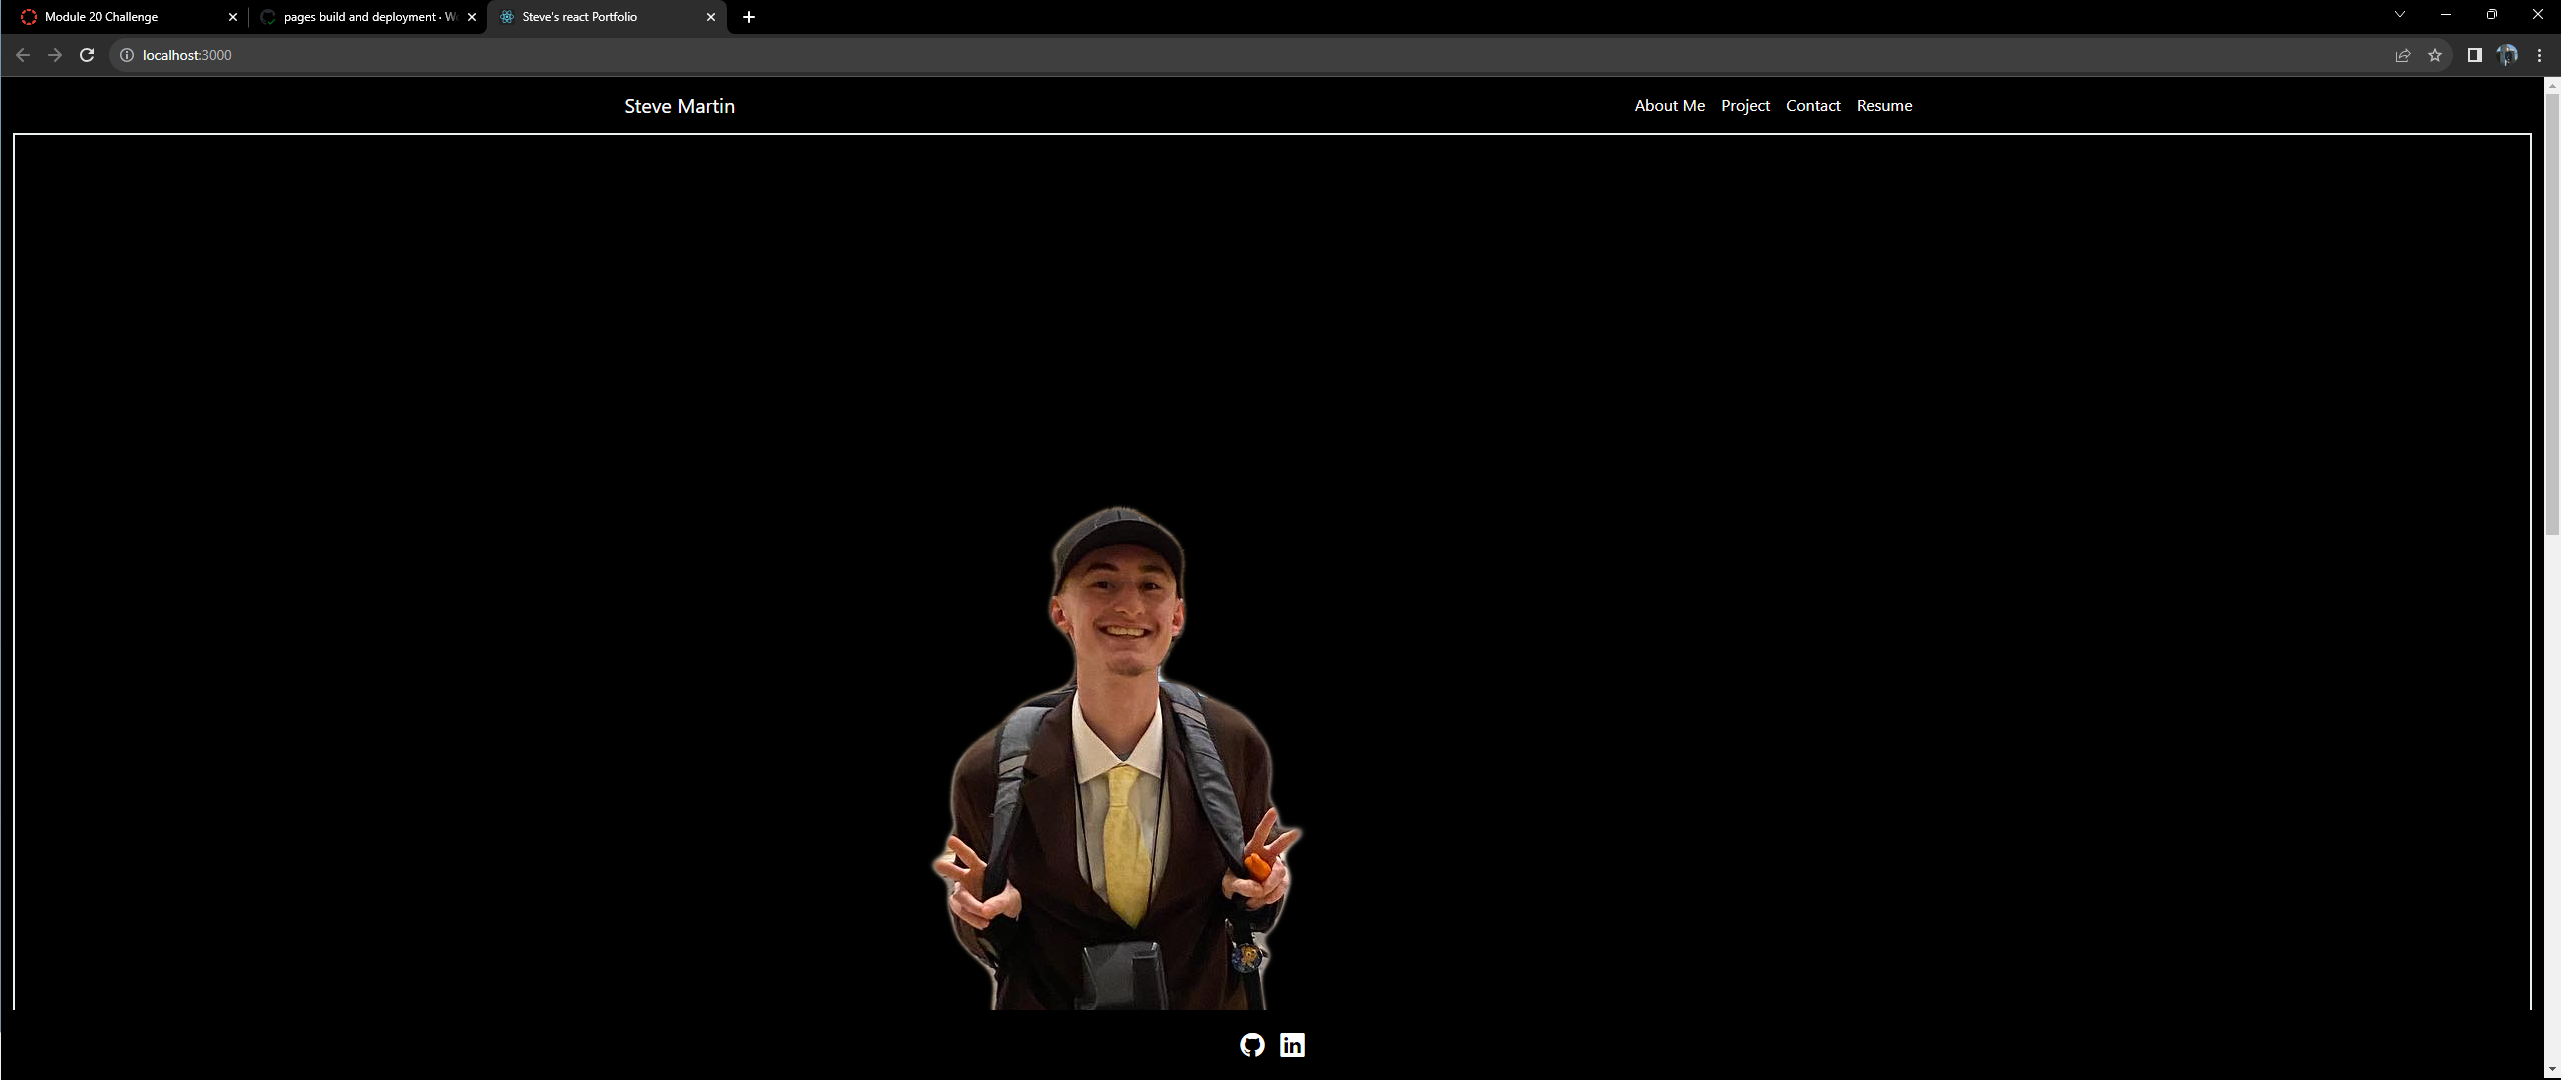 Module 20 Challenge
pages build and deployment · W
Steve's react Portfolio
localhost:3000
Steve Martin
About Me Project Contact Resume
in